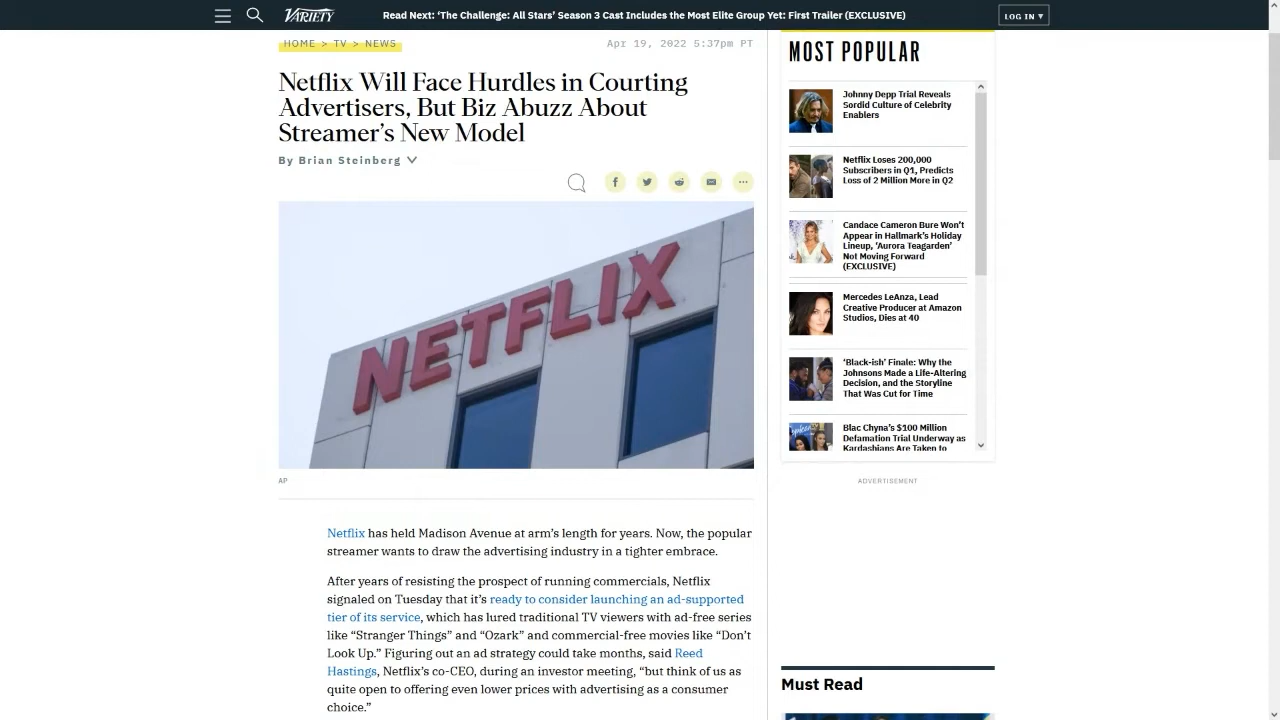 VARIETY
Read Next: ‘The Challenge: All Stars’ Season 3 Cast Includes the Most Elite Group Yet: First Trailer (EXCLUSIVE)
LOG IN ▾
HOME > TV > NEWS
Apr 19, 2022 5:37pm PT
Netflix Will Face Hurdles in Courting
Advertisers, But Biz Abuzz About
Streamer’s New Model
By Brian Steinberg
NETFLIX
AP
Netflix has held Madison Avenue at arm’s length for years. Now, the popular
streamer wants to draw the advertising industry in a tighter embrace.
After years of resisting the prospect of running commercials, Netflix
signaled on Tuesday that it’s ready to consider launching an ad-supported
tier of its service, which has lured traditional TV viewers with ad-free series
like “Stranger Things” and “Ozark” and commercial-free movies like “Don’t
Look Up.” Figuring out an ad strategy could take months, said Reed
Hastings, Netflix’s co-CEO, during an investor meeting, “but think of us as
quite open to offering even lower prices with advertising as a consumer
choice.”
MOST POPULAR
Johnny Depp Trial Reveals
Sordid Culture of Celebrity
Enablers
Netflix Loses 200,000
Subscribers in Q1, Predicts
Loss of 2 Million More in Q2
Candace Cameron Bure Won’t
Appear in Hallmark’s Holiday
Lineup, ‘Aurora Teagarden’
Not Moving Forward
(EXCLUSIVE)
Mercedes LeAnza, Lead
Creative Producer at Amazon
Studios, Dies at 40
‘Black-ish’ Finale: Why the
Johnsons Made a Life-Altering
Decision, and the Storyline
That Was Cut for Time
Blac Chyna’s $100 Million
Defamation Trial Underway as
Kardashians Are Taken to
ADVERTISEMENT
Must Read